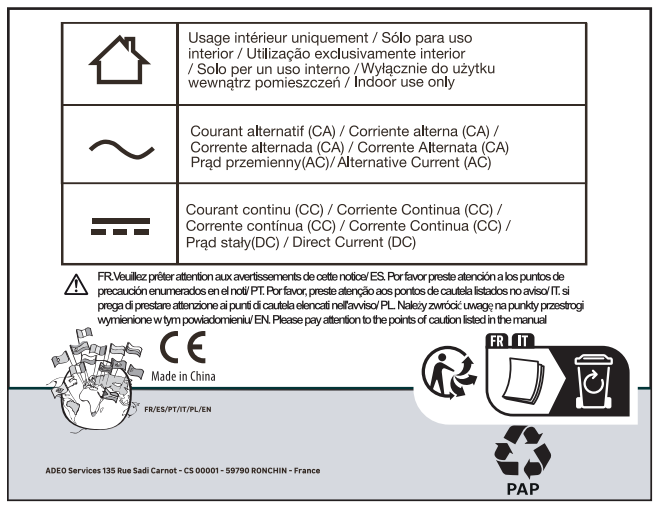 Usage intérieur uniquement / Sólo para uso
interior / Utilização exclusivamente interior
/ Solo per un uso interno / Wyłącznie do użytku
wewnątrz pomieszczeń / Indoor use only
Courant alternatif (CA) / Corriente alterna (CA) /
Corrente alternada (CA) / Corrente Alternata (CA)
Prąd przemienny(AC)/ Alternative Current (AC)
Courant continu (CC) / Corriente Continua (CC) /
Corrente contínua (CC) / Corrente Continua (CC) /
Prąd stały(DC) / Direct Current (DC)
FR.Veuillez prêter attention aux avertissements de cette notice/ ES. Por favor preste atención a los puntos de
precaución enumerados en el noti/ PT. Por favor, preste atenção aos pontos de cautela listados no aviso/ IT. si
prega di prestare attenzione ai punti di cautela elencati nell'avviso/ PL. Należy zwrócić uwagę na punkty przestrogi
wymienione w tym powiadomieniu/ EN. Please pay attention to the points of caution listed in the manual
CE
Made in China
FR/ES/PT/IT/PL/EN
FR IT
ADEO Services 135 Rue Sadi Carnot - CS 00001 - 59790 RONCHIN - France
PAP